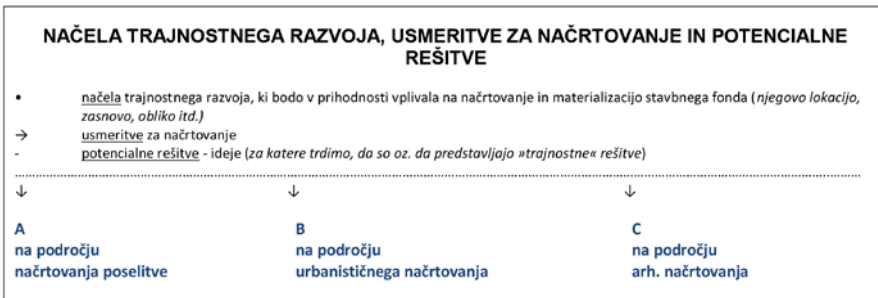 NAČELA TRAJNOSTNEGA RAZVOJA, USMERITVE ZA NAČRTOVANJE IN POTENCIALNE
REŠITVE
• načela trajnostnega razvoja, ki bodo v prihodnosti vplivala na načrtovanje in materializacijo stavbnega fonda (njegovo lokacijo,
zasnovo, obliko itd.)
→ usmeritve za načrtovanje
- potencialne rešitve - ideje (za katere trdimo, da so oz. da predstavljajo »trajnostne« rešitve)
↓ ↓ ↓
A
na področju
načrtovanja poselitve
B
na področju
urbanističnega načrtovanja
C
na področju
arh. načrtovanja